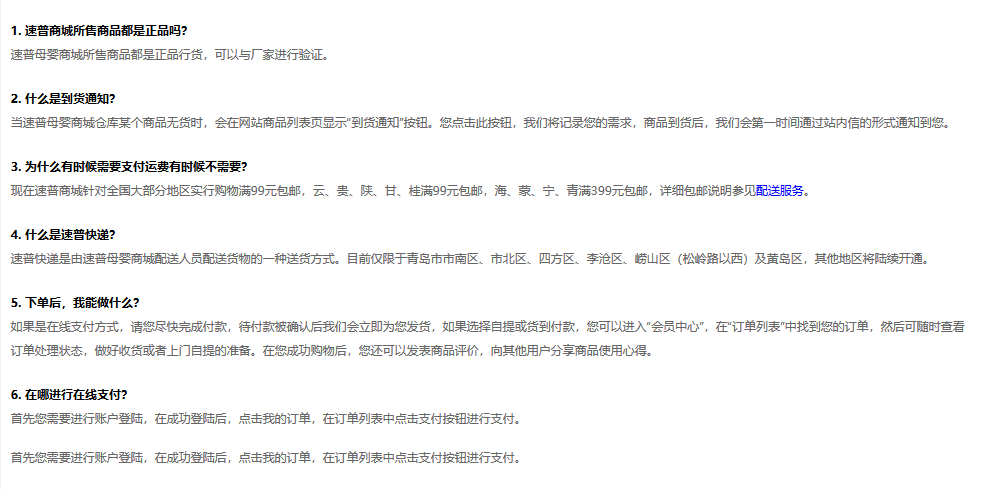 1. 速普商城所售商品都是正品吗?
速普母婴商城所售商品都是正品行货，可以与厂家进行验证。
2. 什么是到货通知?
当速普母婴商城仓库某个商品无货时，会在网站商品列表页显示“到货通知”按钮。您点击此按钮，我们将记录您的需求，商品到货后，我们会第一时间通过站内信的形式通知到您。
3. 为什么有时候需要支付运费有时候不需要?
现在速普商城针对全国大部分地区实行购物满99元包邮，云、贵、陕、甘、桂满99元包邮，海、蒙、宁、青满399元包邮，详细包邮说明参见配送服务。
4. 什么是速普快递?
速普快递是由速普母婴商城配送人员配送货物的一种送货方式。目前仅限于青岛市市南区、市北区、四方区、李沧区、崂山区（松岭路以西）及黄岛区，其他地区将陆续开通。
5. 下单后，我能做什么?
如果是在线支付方式，请您尽快完成付款，待付款被确认后我们会立即为您发货，如果选择自提或货到付款，您可以进入“会员中心”，在“订单列表”中找到您的订单，然后可随时查看
订单处理状态，做好收货或者上门自提的准备。在您成功购物后，您还可以发表商品评价，向其他用户分享商品使用心得。
6. 在哪进行在线支付?
首先您需要进行账户登陆，在成功登陆后，点击我的订单，在订单列表中点击支付按钮进行支付。
首先您需要进行账户登陆，在成功登陆后，点击我的订单，在订单列表中点击支付按钮进行支付。